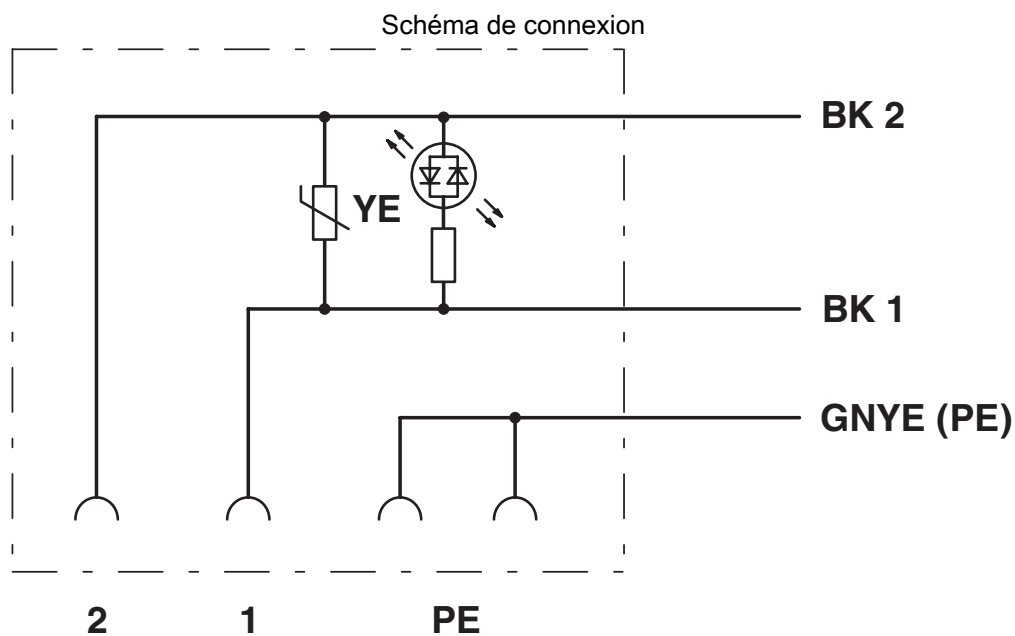 Schéma de connexion
BK 2
YE
BK 1
GNYE (PE)
2 1 PE